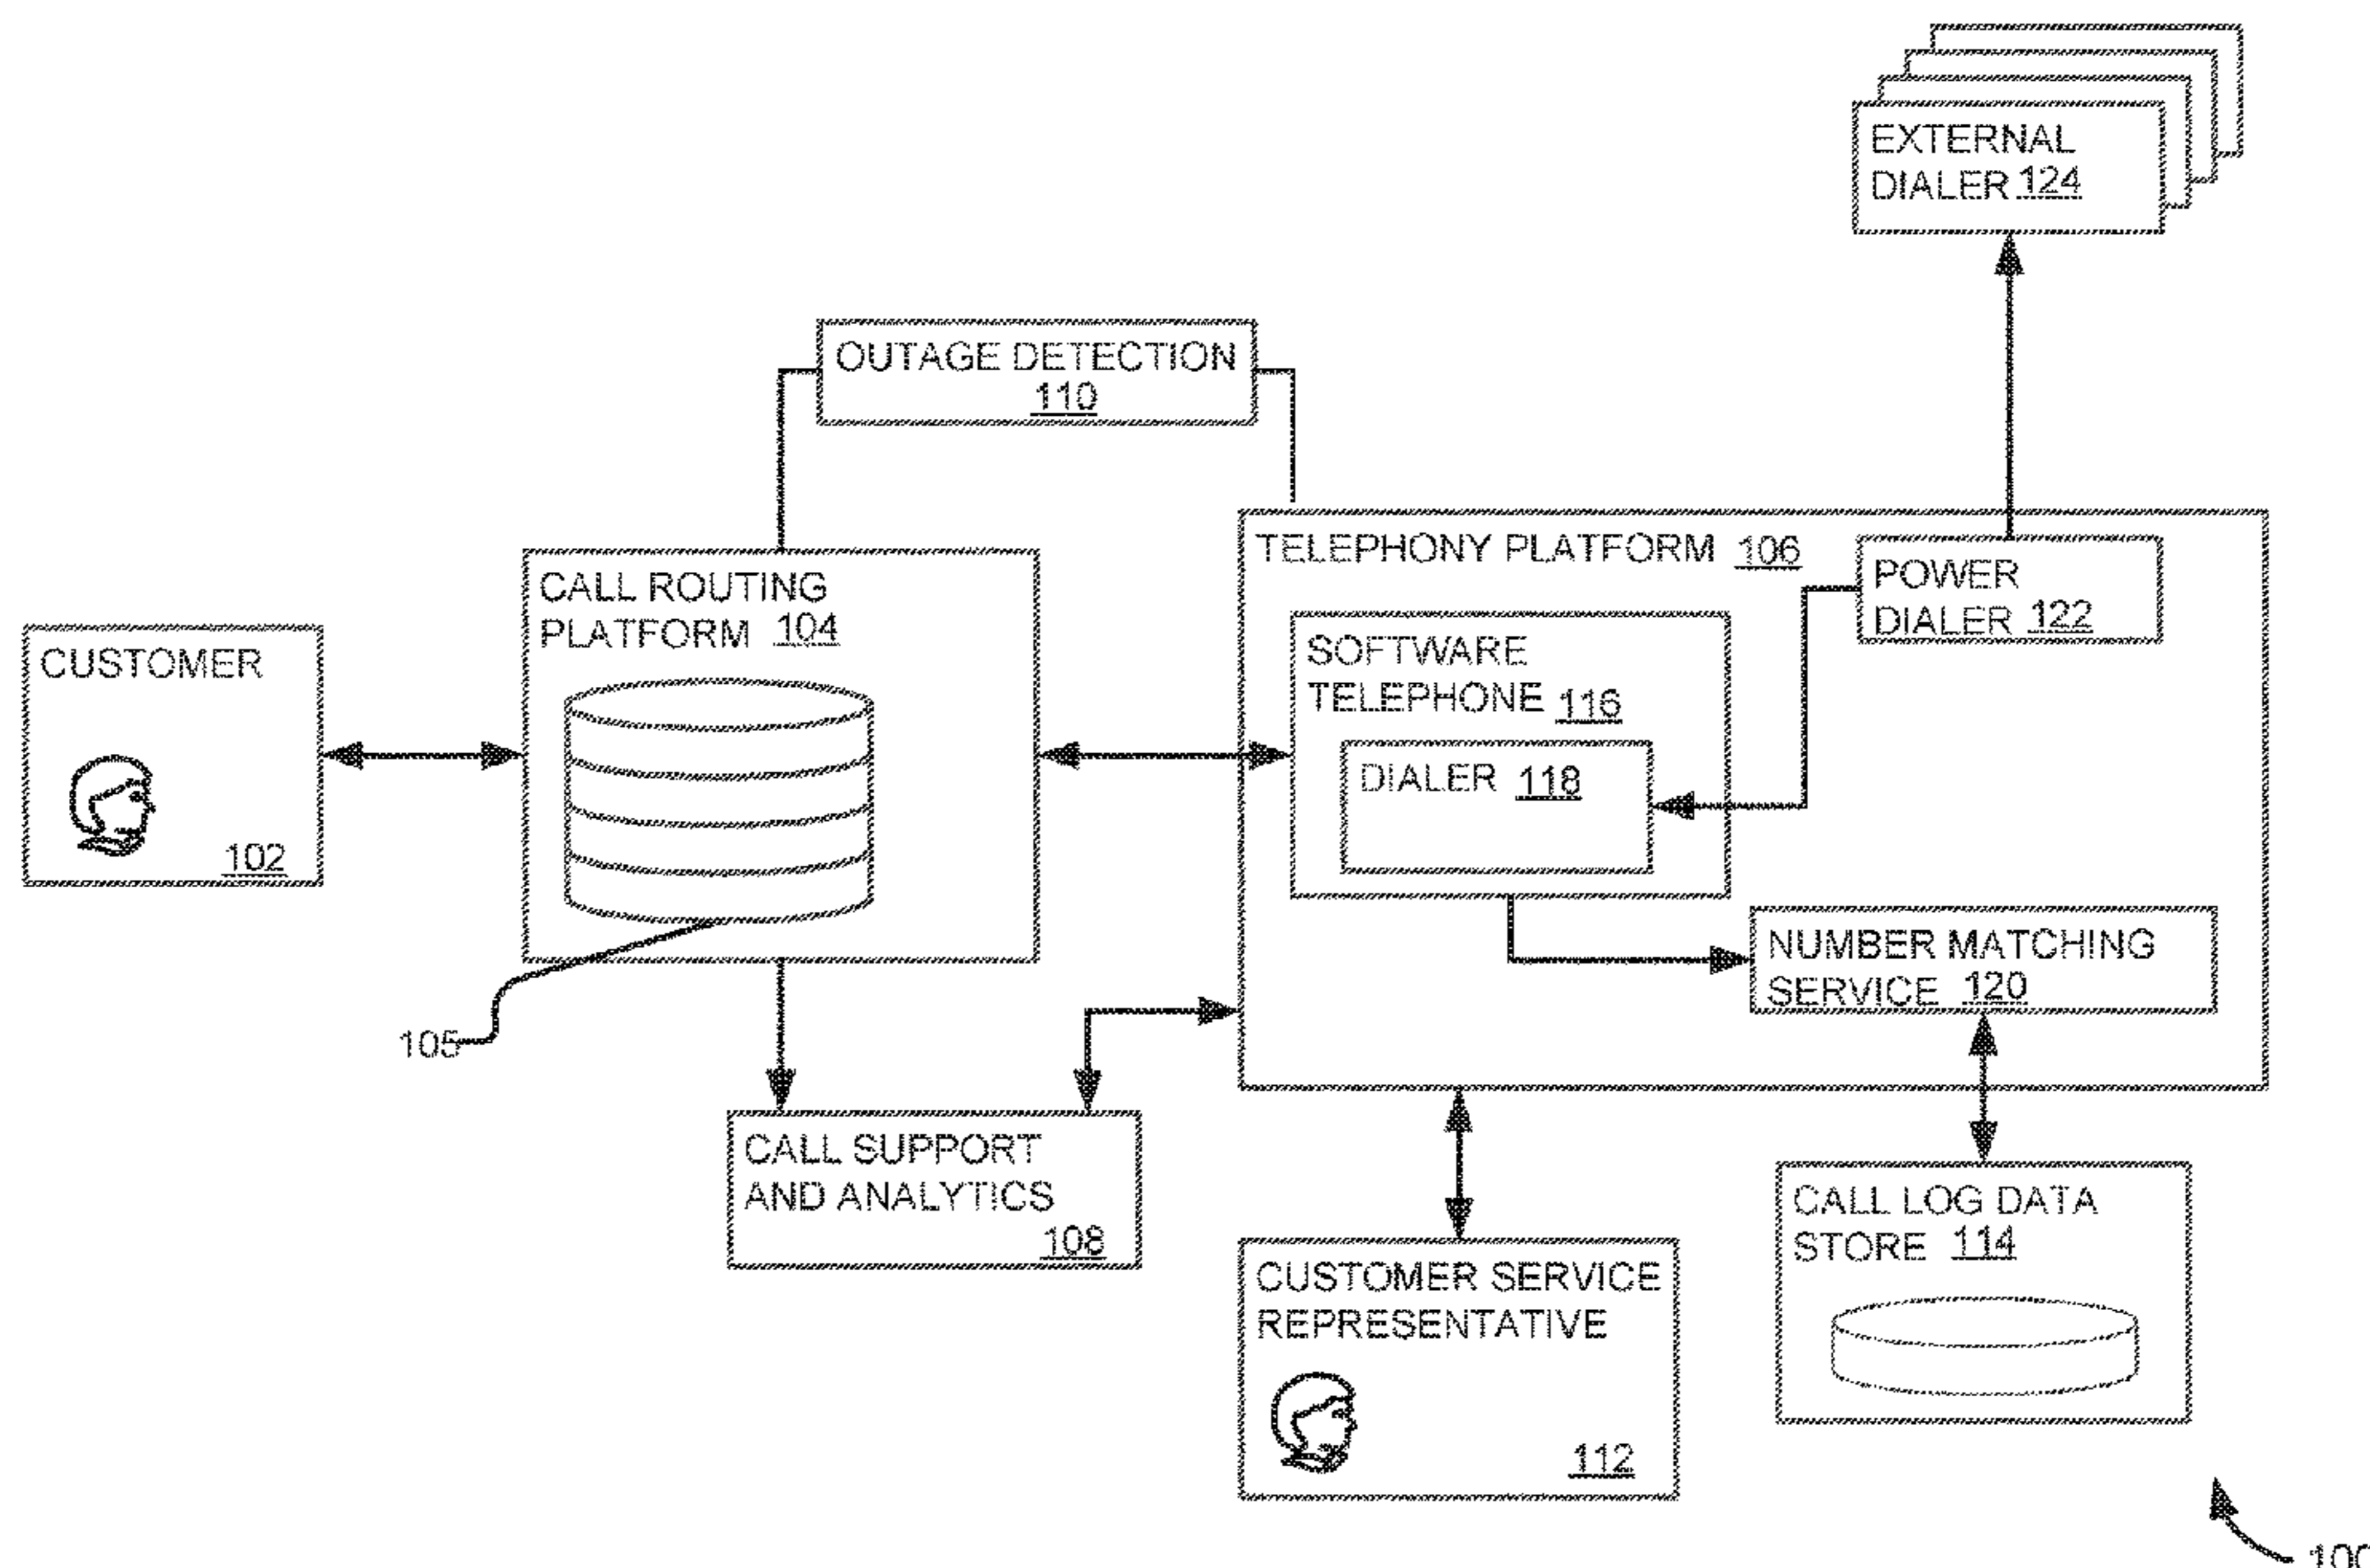 EXTERNAL
DIALER 124
OUTAGE DETECTION
110
TELEPHONY PLATFORM 106
POWER
DIALER 122
CALL ROUTING
PLATFORM 104
CUSTOMER
102
SOFTWARE
TELEPHONE 116
DIALER 118
NUMBER MATCHING
SERVICE 120
105
CALL SUPPORT
AND ANALYTICS
108
CALL LOG DATA
STORE 114
CUSTOMER SERVICE
REPRESENTATIVE
112
100